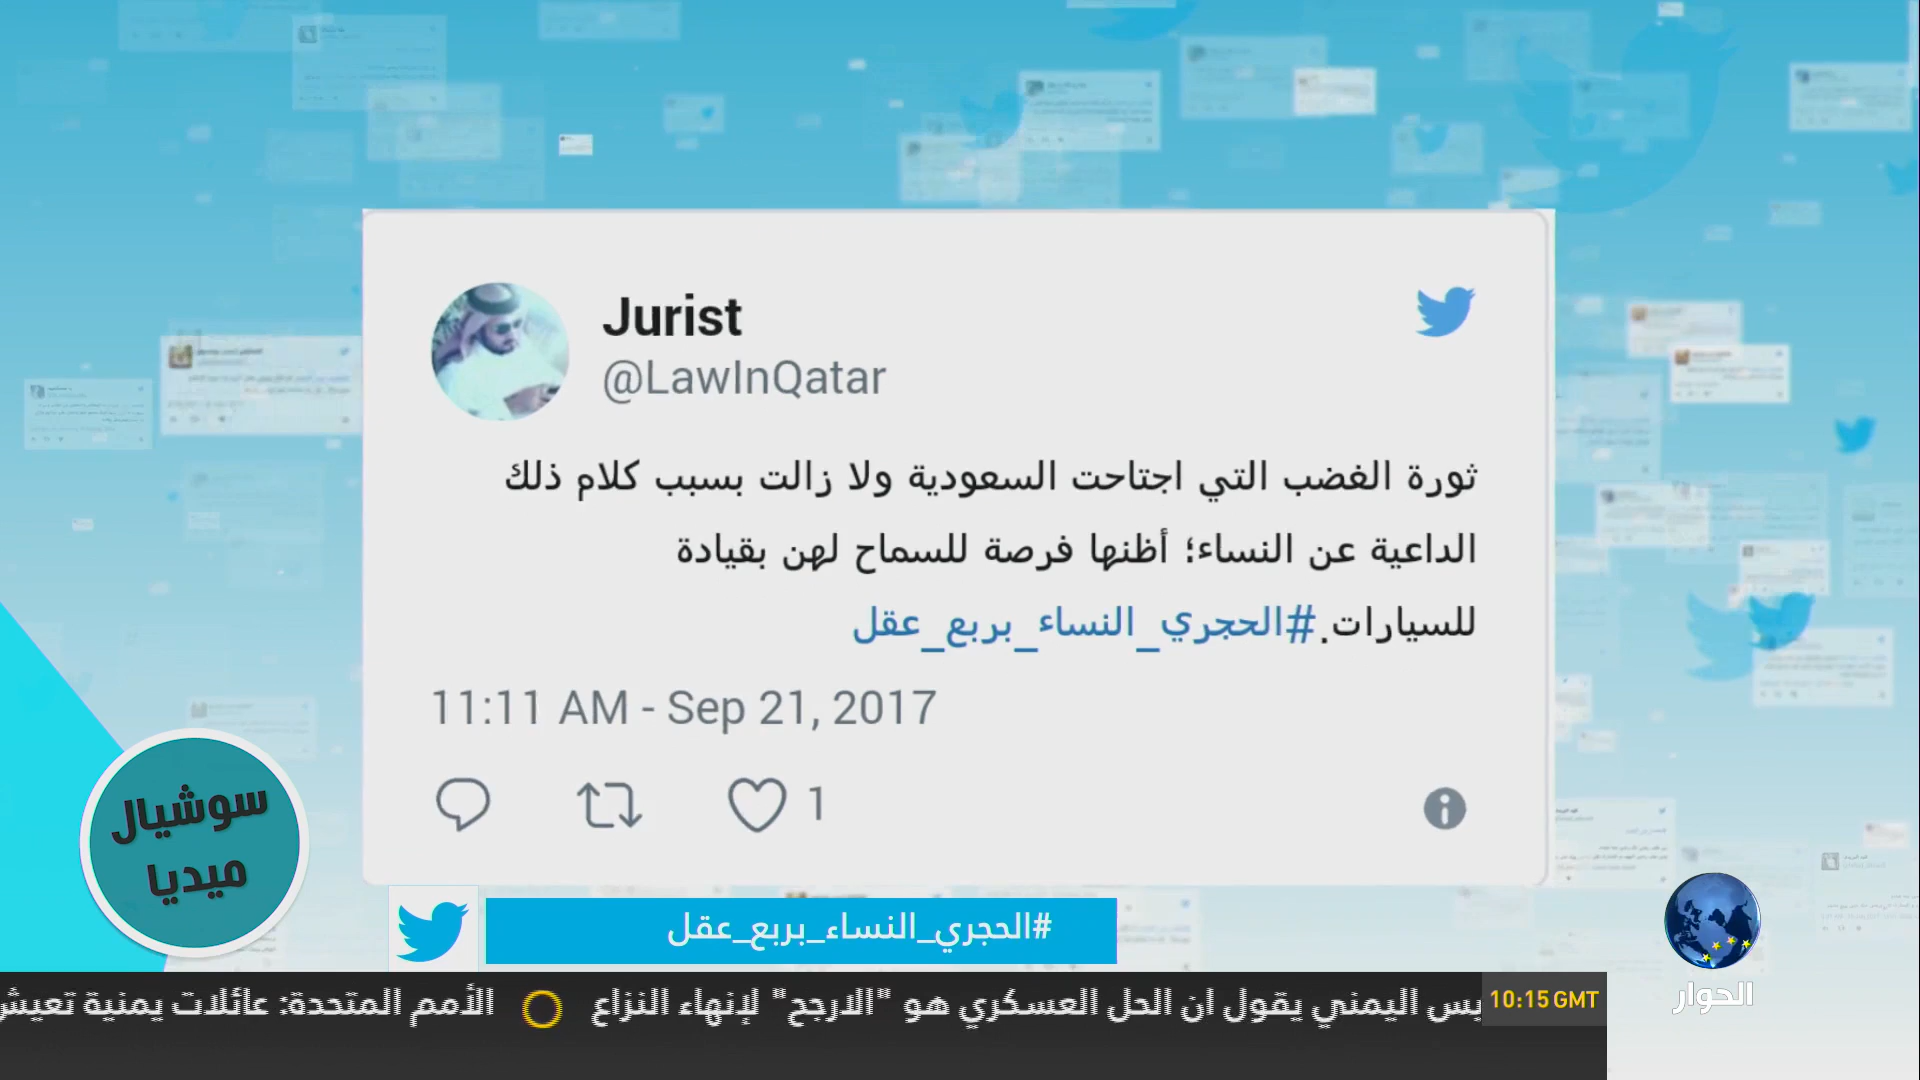 Jurist
@LawInQatar
ثورة الغضب التي اجتاحت السعودية ولا زالت بسبب كلام ذلك
الداعية عن النساء؛ أظنها فرصة للسماح لهن بقيادة
للسيارات.#الحجري_النساء_بربع_عقل
11:11 AM - Sep 21, 2017
1
سوشيال
ميديا
#الحجري_النساء_بربع_عقل
10:15 GMT
يس اليمني يقول ان الحل العسكري هو "الارجح" لإنهاء النزاع
الأمم المتحدة: عائلات يمنية تعيش
الحوار